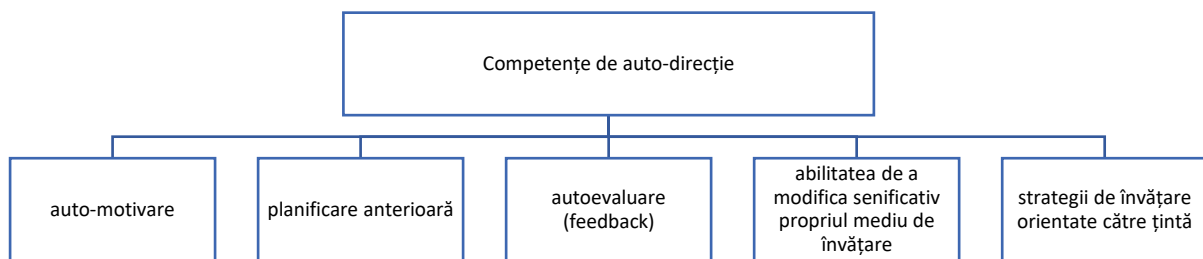 Competențe de auto-direcție
auto-motivare
planificare anterioară
autoevaluare
(feedback)
abilitatea de a
modifica senificativ
propriul mediu de
învățare
strategii de învățare
orientate către țintă